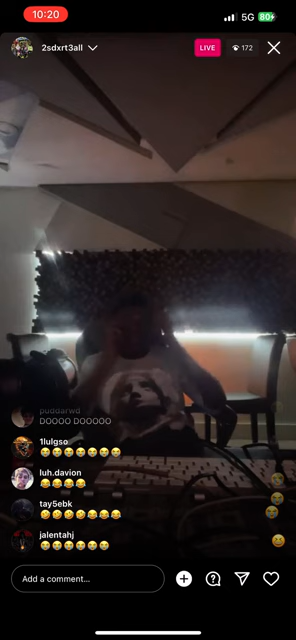 10:20
5G 80
2sdxrt3all
LIVE
172
puddarwd
DOOOO DOOOOO
1lulgso
😭😭😭😭😭😭😭😭
luh.davion
😂😂😂😂
tay5ebk
🤣🤣🤣🤣😂😂😂
jalentahj
😭😭😭😭😭😭
Add a comment...